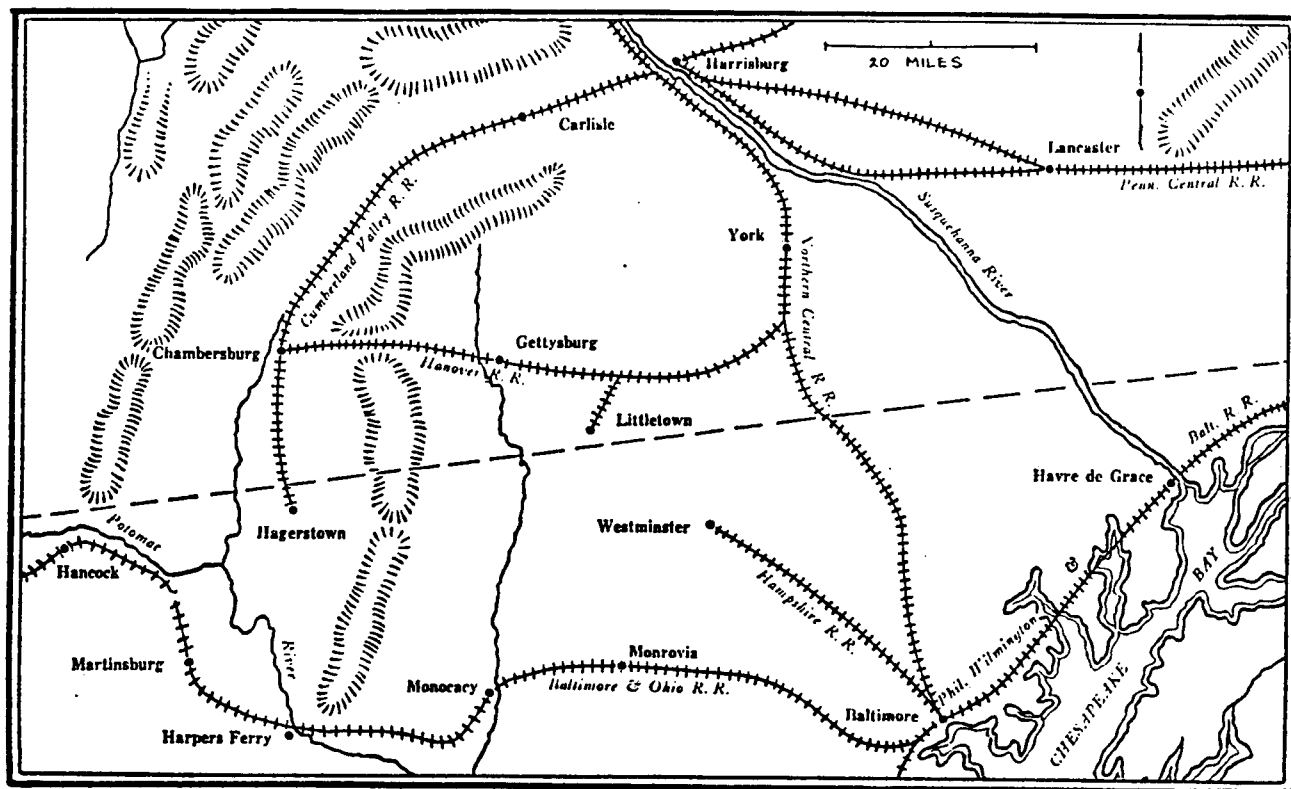 Harrisburg
20 MILES
Carlisle
Lancaster
Penn. Central R. R.
Cumberland Valley R. R.
York
Northern Central R. R.
Susquehanna River
Chambersburg
Gettysburg
Hanover R. R.
Littletown
Balt. R. R.
Havre de Grace
Hagerstown
Westminster
Potomac
Hancock
&
BAY
Hampshire R. R.
River
Martinsburg
Monrovia
Phil. Wilmington
Monocacy
Baltimore & Ohio R. R.
Baltimore
Harpers Ferry
CHESAPEAKE